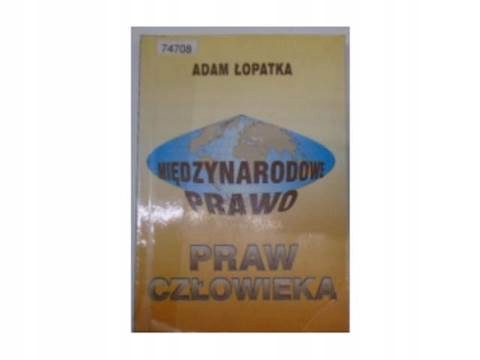 74708
ADAM ŁOPATKA
MIĘDZYNARODOWE
PRAWO
PRAW
CZŁOWIEKA